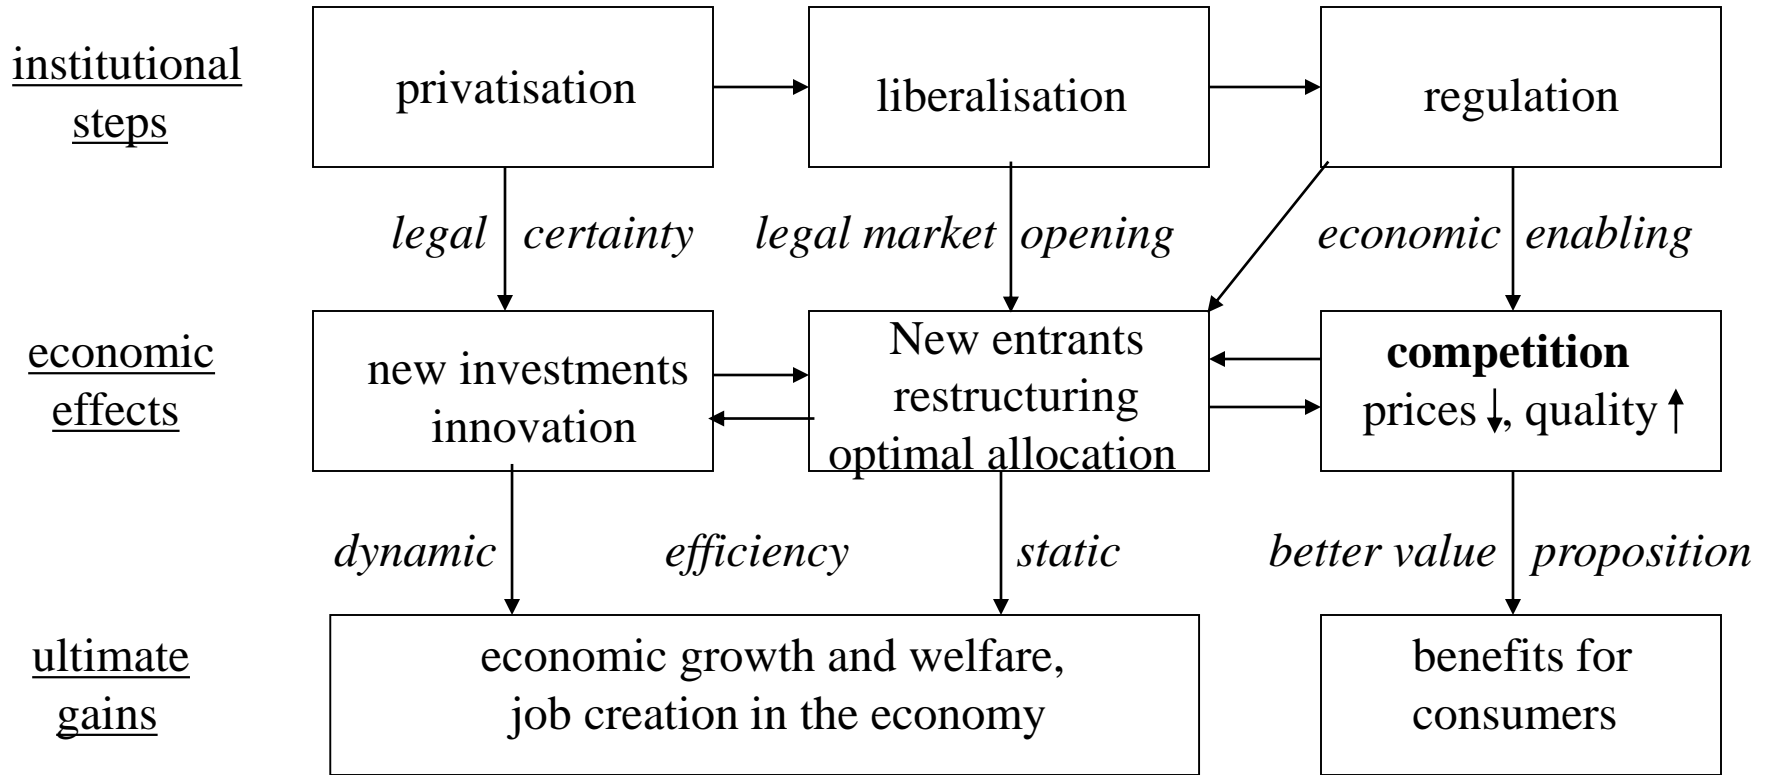 institutional
steps
privatisation
liberalisation
regulation
legal certainty
legal market opening
economic enabling
economic
effects
new investments
innovation
New entrants
restructuring
optimal allocation
competition
prices ↓, quality ↑
dynamic efficiency static
better value proposition
ultimate
gains
economic growth and welfare,
job creation in the economy
benefits for
consumers